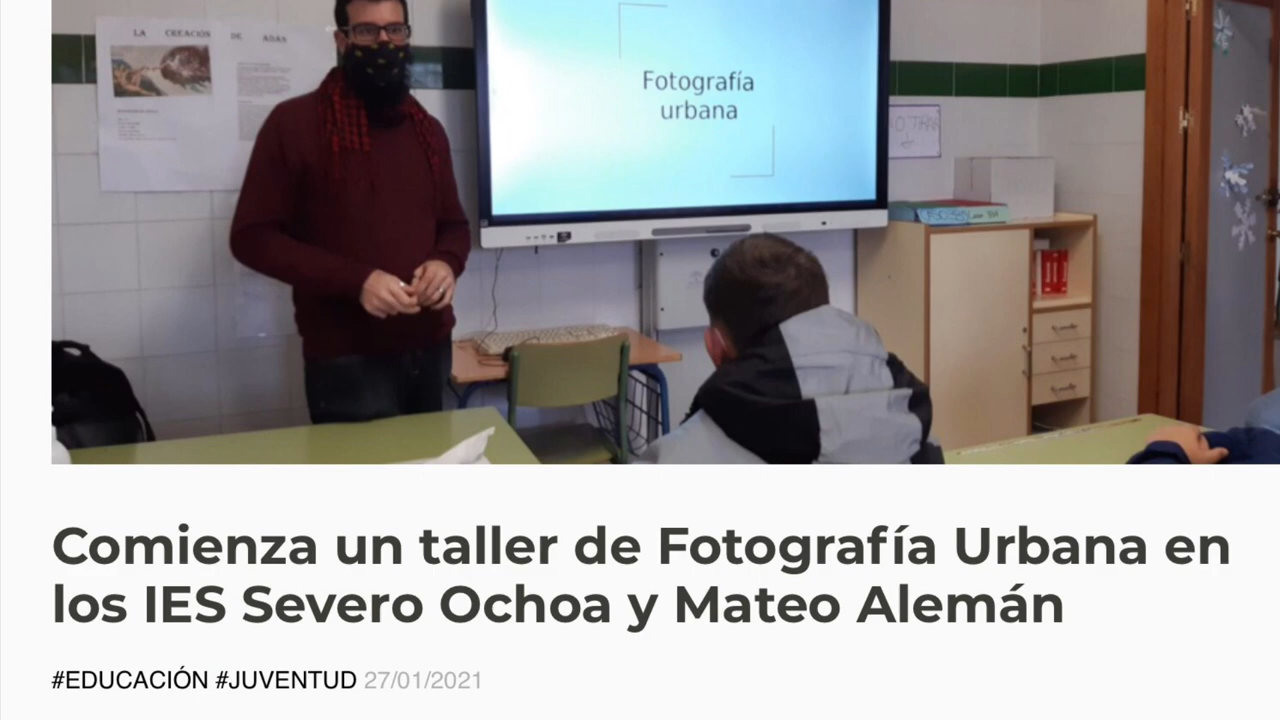 LA CREACIÓN DE ADAN
Fotografía
urbana
Comienza un taller de Fotografía Urbana en
los IES Severo Ochoa y Mateo Alemán
#EDUCACIÓN #JUVENTUD 27/01/2021